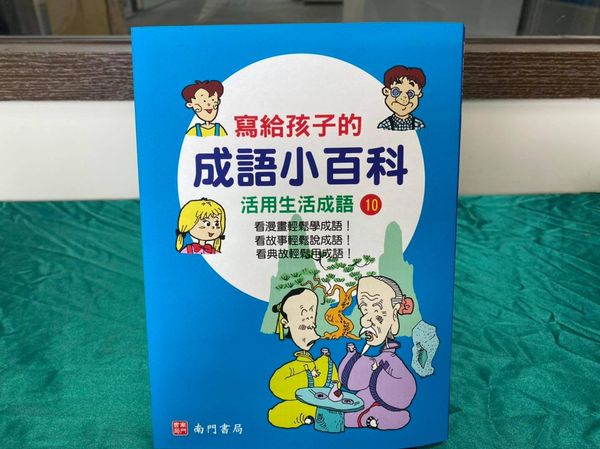 寫給孩子的
成語小百科
活用生活成語 10
看漫畫輕鬆學成語！
看故事輕鬆說成語！
看典故輕鬆用成語！
南門書局